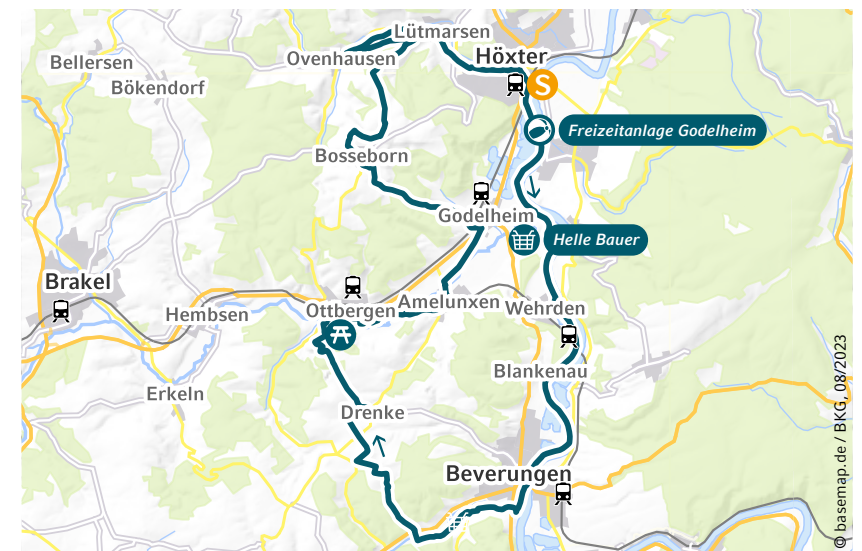 Lütmarsen
Höxter
Ovenhausen
Bellersen
Bökendorf
S
Freizeitanlage Godelheim
Bosseborn
Godelheim
Helle Bauer
Brakel
Hembsen
Ottbergen
Amelunxen
Wehrden
Blankenau
Erkeln
Drenke
Beverungen
© basemap.de / BKG, 08/2023